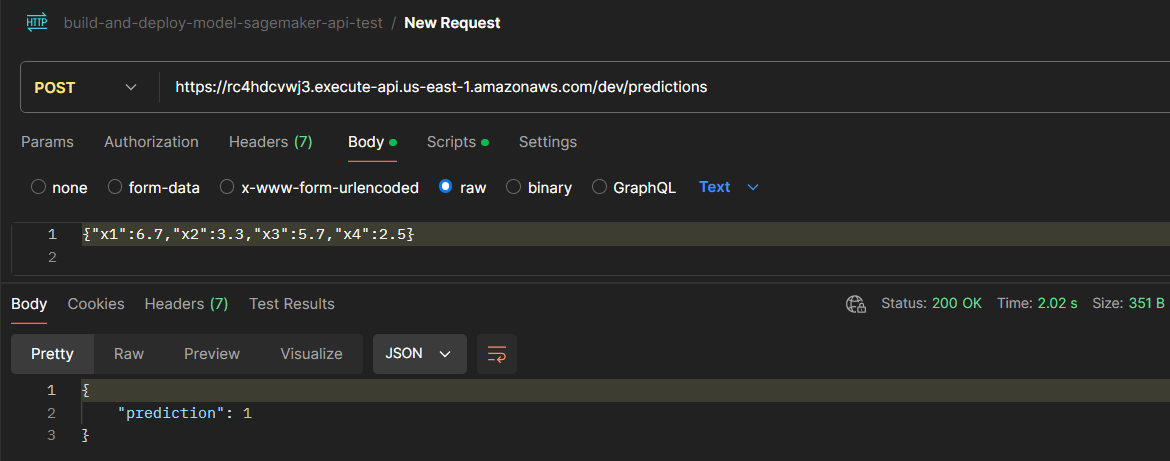 HTTP build-and-deploy-model-sagemaker-api-test / New Request
POST https://rc4hdcvwj3.execute-api.us-east-1.amazonaws.com/dev/predictions
Params Authorization Headers (7) Body Scripts Settings
none form-data x-www-form-urlencoded raw binary GraphQL Text
1 {"x1":6.7,"x2":3.3,"x3":5.7,"x4":2.5}
2
Body Cookies Headers (7) Test Results Status: 200 OK Time: 2.02 s Size: 351 B
Pretty Raw Preview Visualize JSON
1 {
2 "prediction": 1
3 }